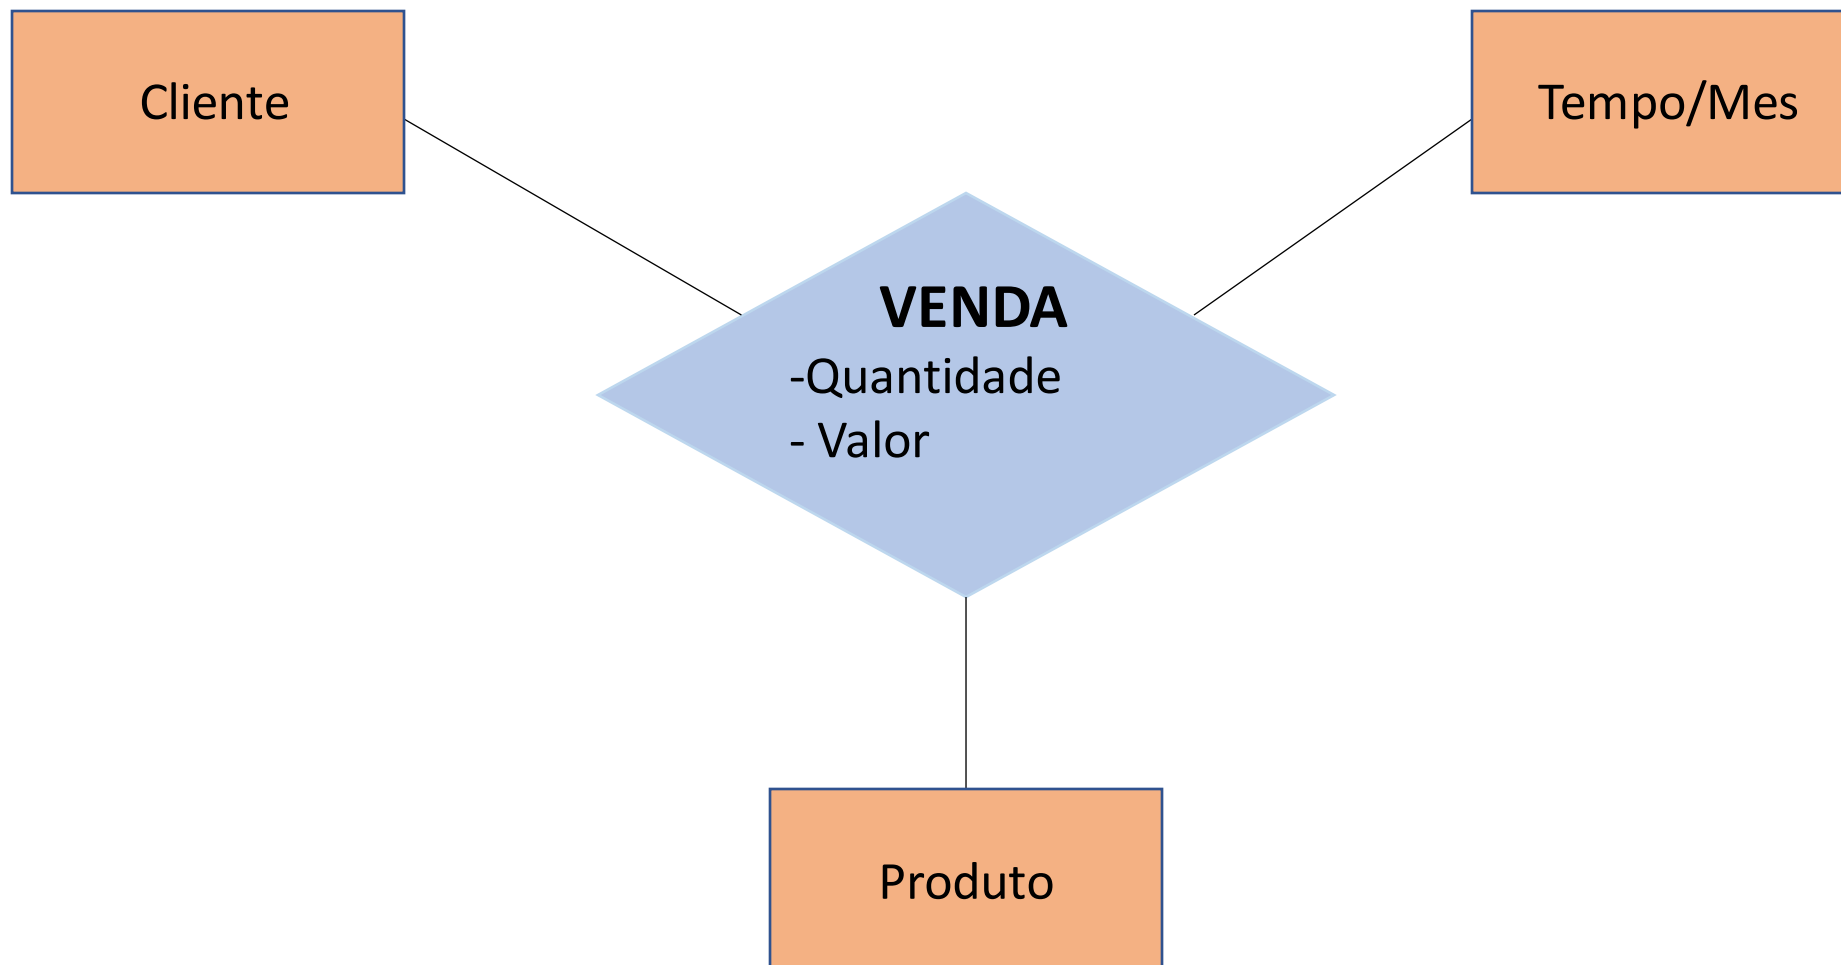 Cliente
Tempo/Mes
VENDA
-Quantidade
- Valor
Produto